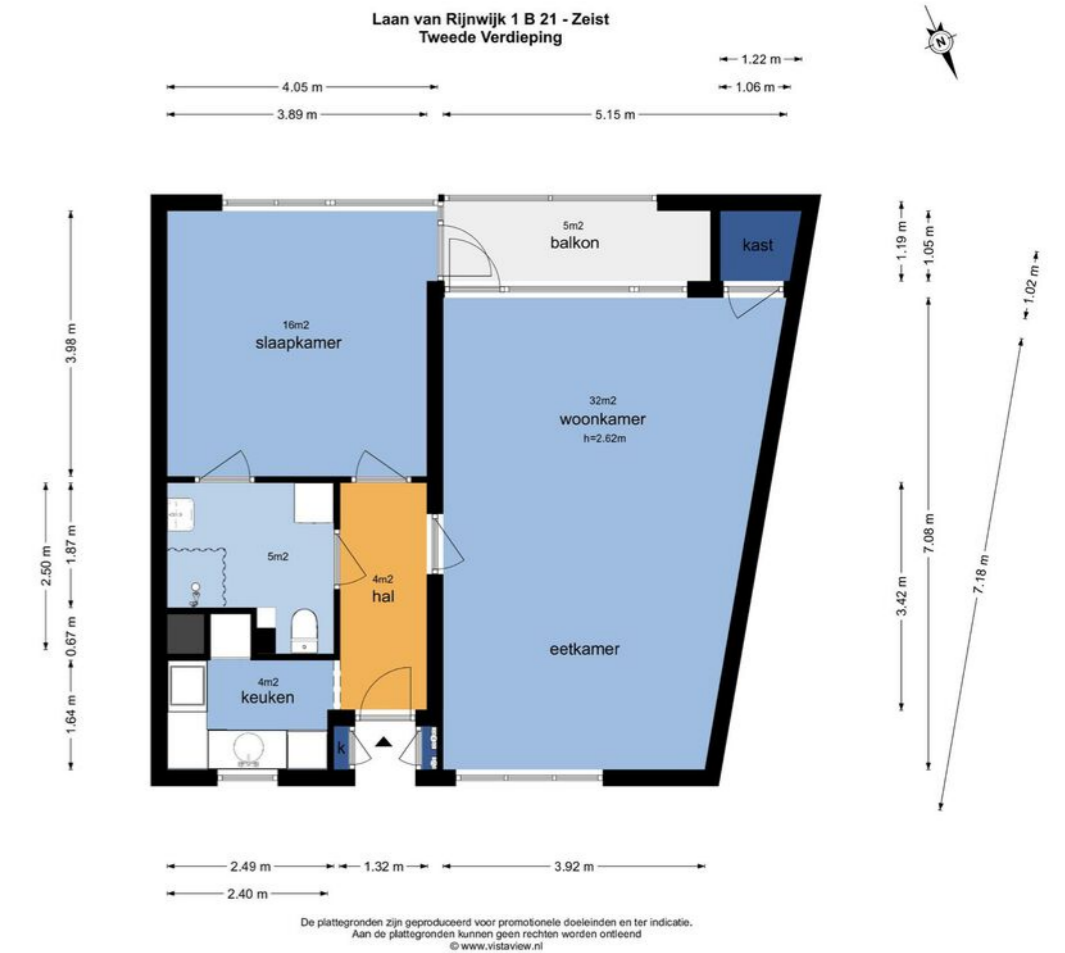 Laan van Rijnwijk 1 B 21 - Zeist
Tweede Verdieping
N
1.22 m
4.05 m
1.06 m
3.89 m
5.15 m
5m2
balkon
kast
1.19 m
1.05 m
1.02 m
16m2
slaapkamer
3.98 m
32m2
woonkamer
h=2.62m
2.50 m
1.87 m
5m2
4m2
hal
7.08 m
3.42 m
7.18 m
0.67 m
eetkamer
4m2
keuken
1.64 m
k
2.49 m
1.32 m
3.92 m
2.40 m
De plattegronden zijn geproduceerd voor promotionele doeleinden en ter indicatie.
Aan de plattegronden kunnen geen rechten worden ontleend
© www.vistaview.nl